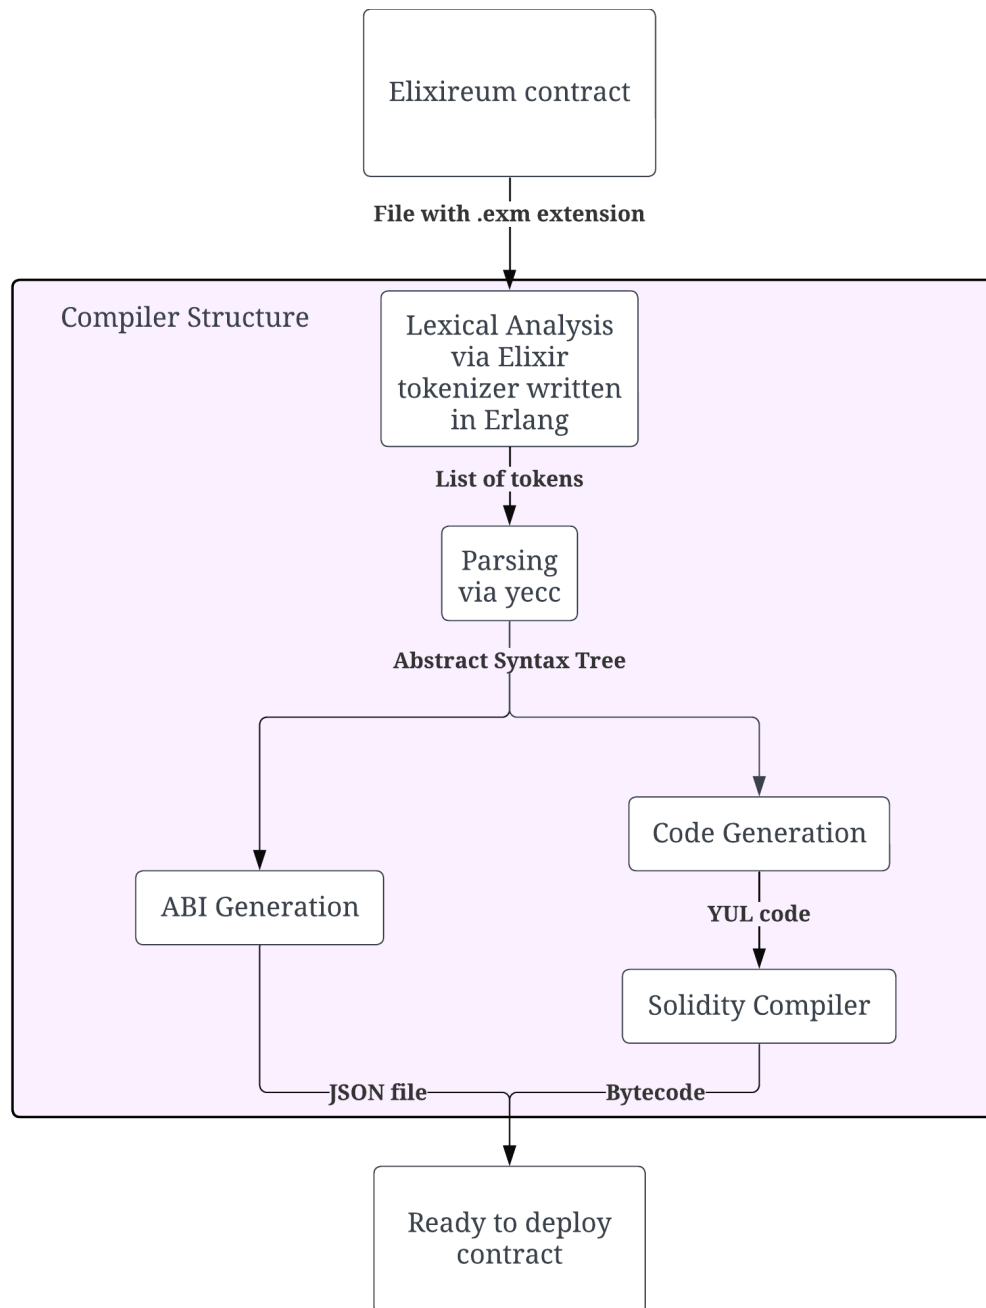 Elixireum contract
File with .exm extension
Compiler Structure
Lexical Analysis
via Elixir
tokenizer written
in Erlang
List of tokens
Parsing
via yecc
Abstract Syntax Tree
Code Generation
ABI Generation
YUL code
Solidity Compiler
JSON file
Bytecode
Ready to deploy
contract